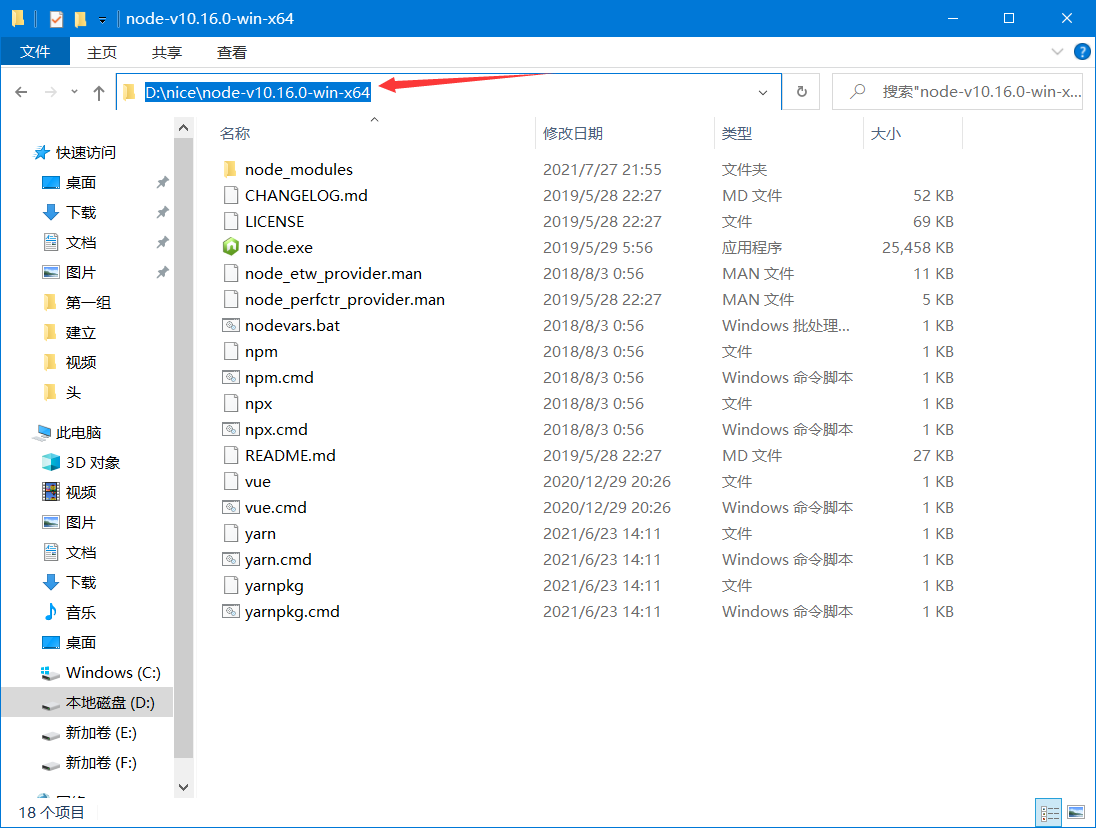 node-v10.16.0-win-x64
文件 主页 共享 查看
D:\nice\node-v10.16.0-win-x64 搜索"node-v10.16.0-win-x...
名称 修改日期 类型 大小
快速访问
桌面
下载
文档
图片
第一组
建立
视频
头
此电脑
3D 对象
视频
图片
文档
下载
音乐
桌面
Windows (C:)
本地磁盘 (D:)
新加卷 (E:)
新加卷 (F:)
node_modules 2021/7/27 21:55 文件夹
CHANGELOG.md 2019/5/28 22:27 MD 文件 52 KB
LICENSE 2019/5/28 22:27 文件 69 KB
node.exe 2019/5/29 5:56 应用程序 25,458 KB
node_etw_provider.man 2018/8/3 0:56 MAN 文件 11 KB
node_perfctr_provider.man 2019/5/28 22:27 MAN 文件 5 KB
nodevars.bat 2018/8/3 0:56 Windows 批处理... 1 KB
npm 2018/8/3 0:56 文件 1 KB
npm.cmd 2018/8/3 0:56 Windows 命令脚本 1 KB
npx 2018/8/3 0:56 文件 1 KB
npx.cmd 2018/8/3 0:56 Windows 命令脚本 1 KB
README.md 2019/5/28 22:27 MD 文件 27 KB
vue 2020/12/29 20:26 文件 1 KB
vue.cmd 2020/12/29 20:26 Windows 命令脚本 1 KB
yarn 2021/6/23 14:11 文件 1 KB
yarn.cmd 2021/6/23 14:11 Windows 命令脚本 1 KB
yarnpkg 2021/6/23 14:11 文件 1 KB
yarnpkg.cmd 2021/6/23 14:11 Windows 命令脚本 1 KB
18 个项目